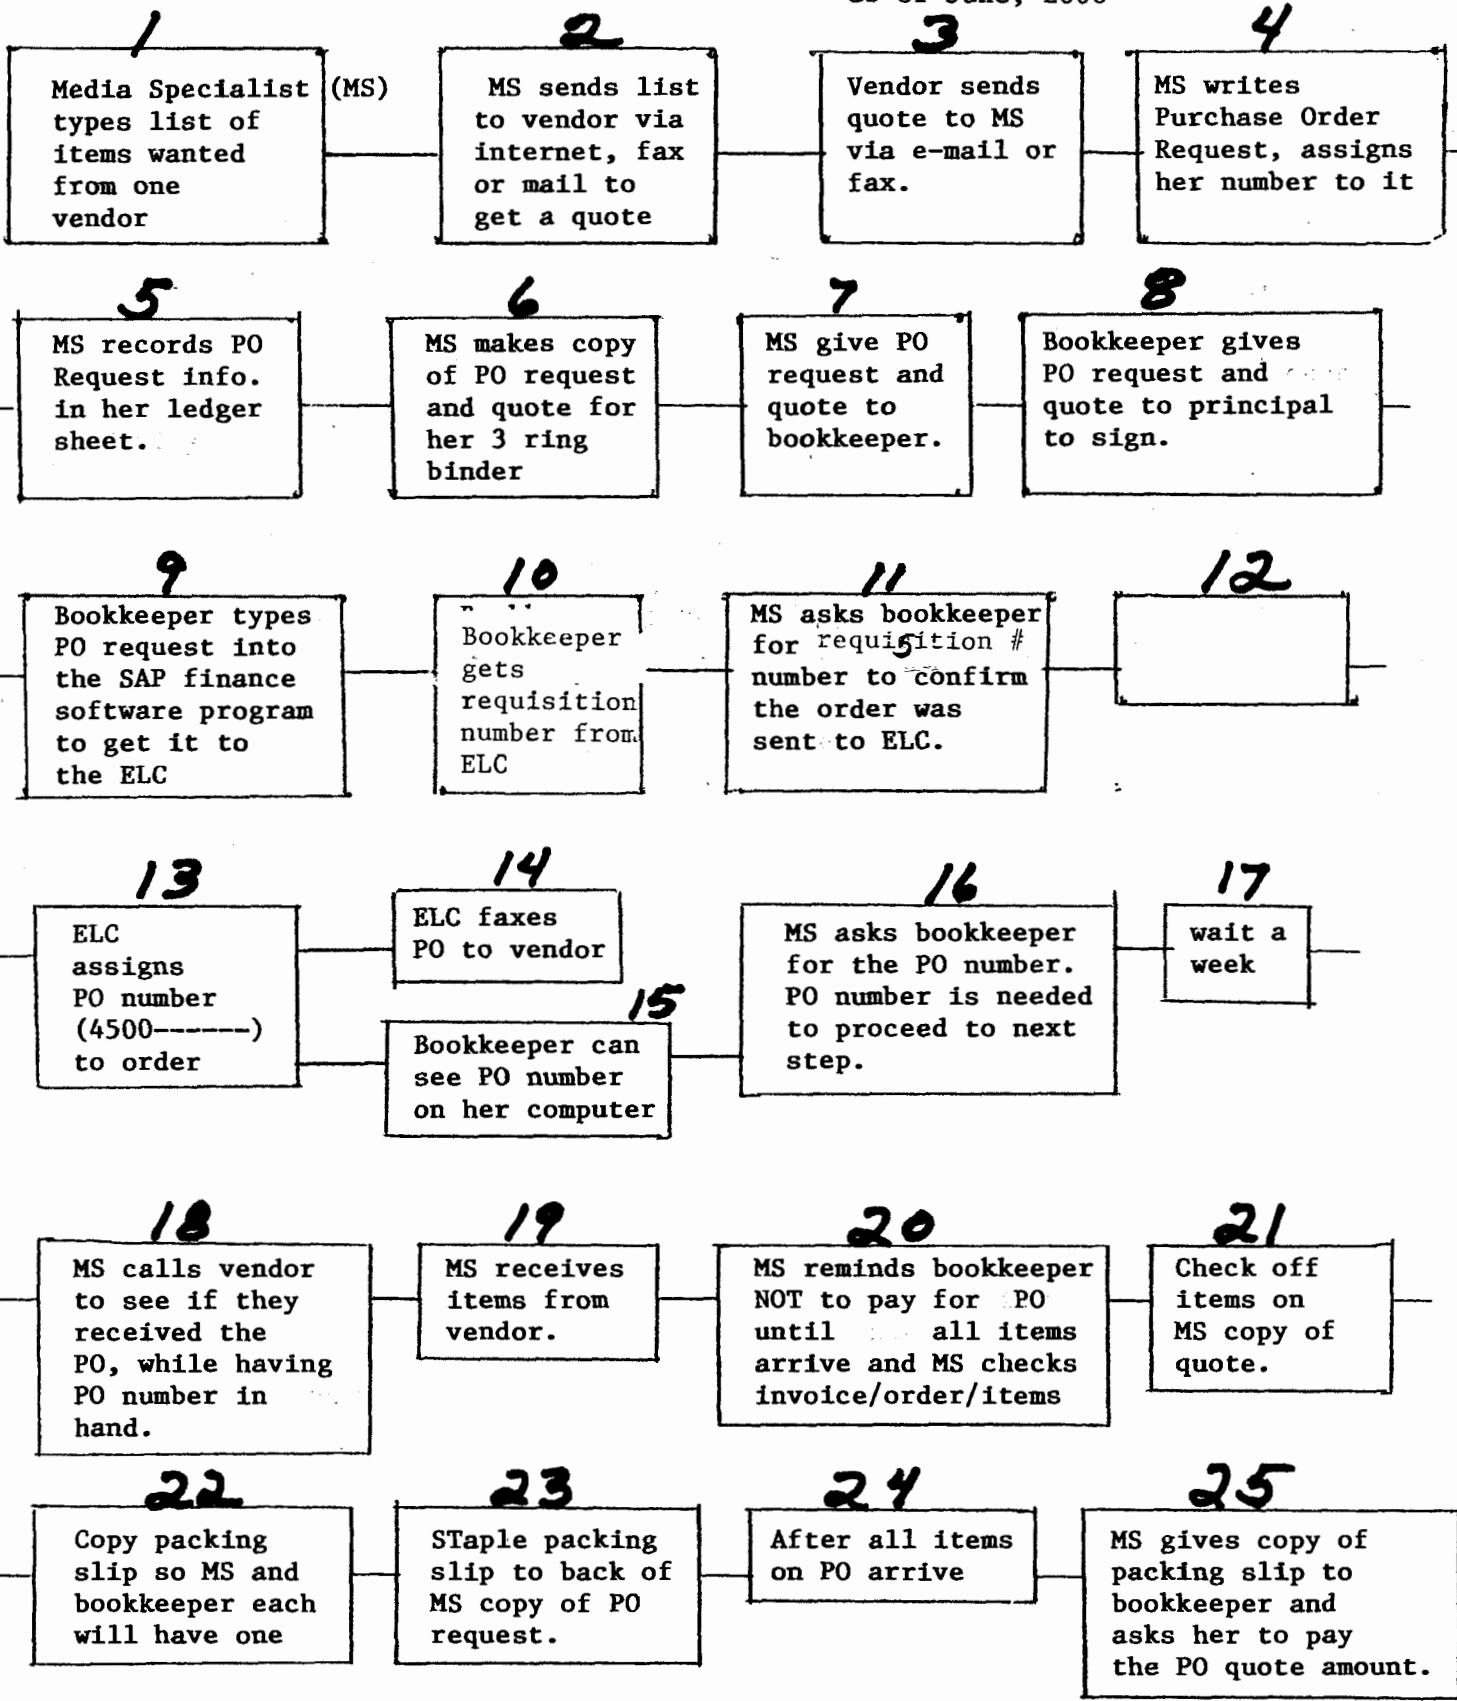 1
Media Specialist (MS)
types list of
items wanted
from one
vendor
2
MS sends list
to vendor via
internet, fax
or mail to
get a quote
3
Vendor sends
quote to MS
via e-mail or
fax.
4
MS writes
Purchase Order
Request, assigns
her number to it
5
MS records PO
Request info.
in her ledger
sheet.
6
MS makes copy
of PO request
and quote for
her 3 ring
binder
7
MS give PO
request and
quote to
bookkeeper.
8
Bookkeeper gives
PO request and
quote to principal
to sign.
9
Bookkeeper types
PO request into
the SAP finance
software program
to get it to
the ELC
10
Bookkeeper
gets
requisition
number from
ELC
11
MS asks bookkeeper
for requisition #
number to confirm
the order was
sent to ELC.
12
13
ELC
assigns
PO number
(4500------)
to order
14
ELC faxes
PO to vendor
15
Bookkeeper can
see PO number
on her computer
16
MS asks bookkeeper
for the PO number.
PO number is needed
to proceed to next
step.
17
wait a
week
18
MS calls vendor
to see if they
received the
PO, while having
PO number in
hand.
19
MS receives
items from
vendor.
20
MS reminds bookkeeper
NOT to pay for PO
until all items
arrive and MS checks
invoice/order/items
21
Check off
items on
MS copy of
quote.
22
Copy packing
slip so MS and
bookkeeper each
will have one
23
STaple packing
slip to back of
MS copy of PO
request.
24
After all items
on PO arrive
25
MS gives copy of
packing slip to
bookkeeper and
asks her to pay
the PO quote amount.